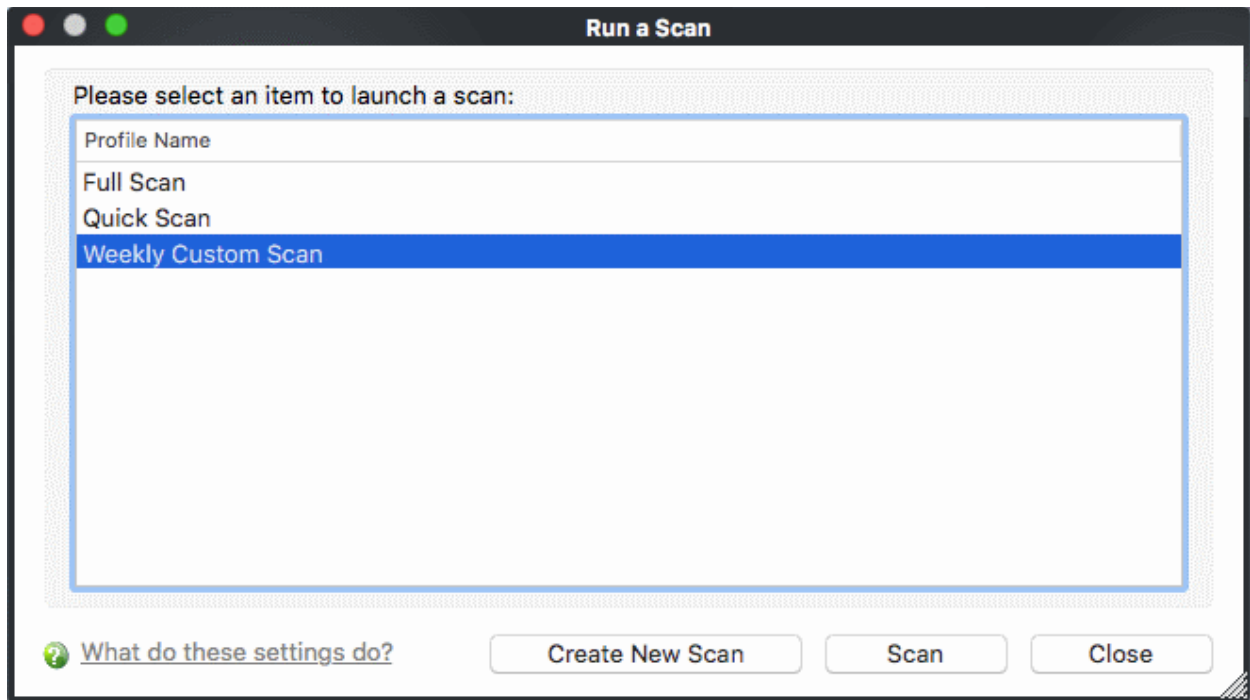 Run a Scan
Please select an item to launch a scan:
Profile Name
Full Scan
Quick Scan
Weekly Custom Scan
What do these settings do?
Create New Scan
Scan
Close